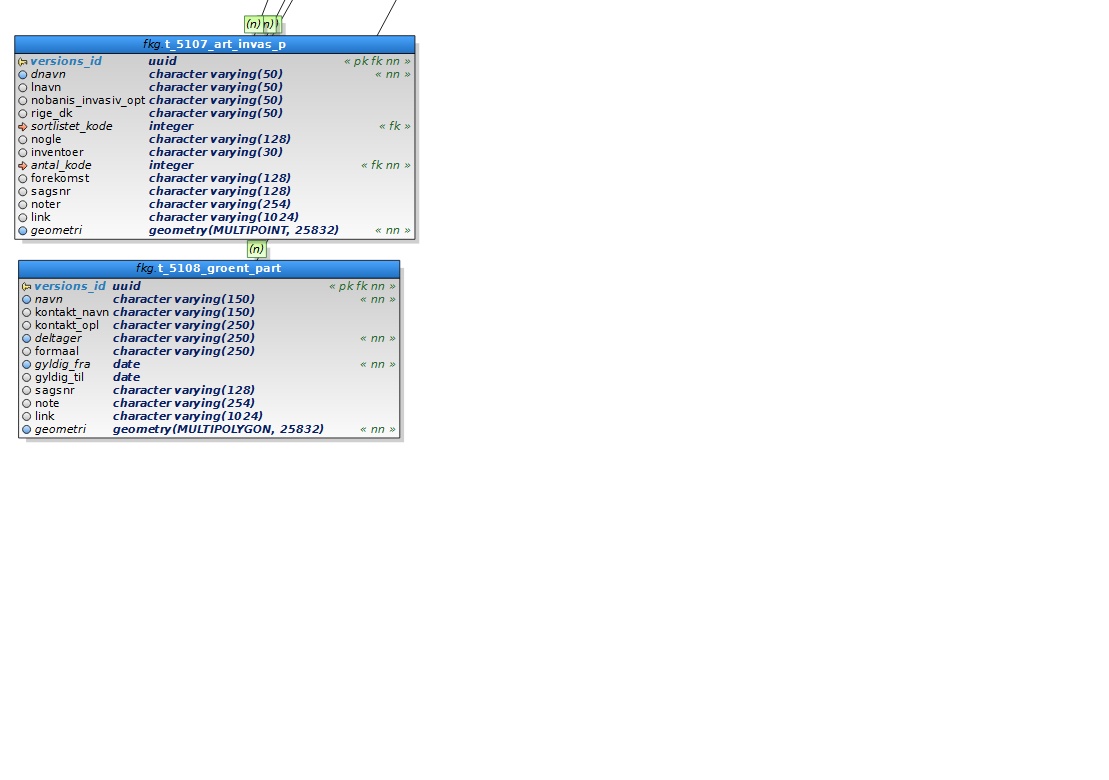 (n) n)
fkg.t_5107_art_invas_p
versions_id uuid « pk fk nn »
dnavn character varying(50) « nn »
lnavn character varying(50)
nobanis_invasiv_opt character varying(50)
rige_dk character varying(50)
sortlistet_kode integer « fk »
nogle character varying(128)
inventoer character varying(30)
antal_kode integer « fk nn »
forekomst character varying(128)
sagsnr character varying(128)
noter character varying(254)
link character varying(1024)
geometri geometry(MULTIPOINT, 25832) « nn »
(n)
fkg.t_5108_groent_part
versions_id uuid « pk fk nn »
navn character varying(150) « nn »
kontakt_navn character varying(150)
kontakt_opl character varying(250)
deltager character varying(250) « nn »
formaal character varying(250)
gyldig_fra date « nn »
gyldig_til date
sagsnr character varying(128)
note character varying(254)
link character varying(1024)
geometri geometry(MULTIPOLYGON, 25832) « nn »